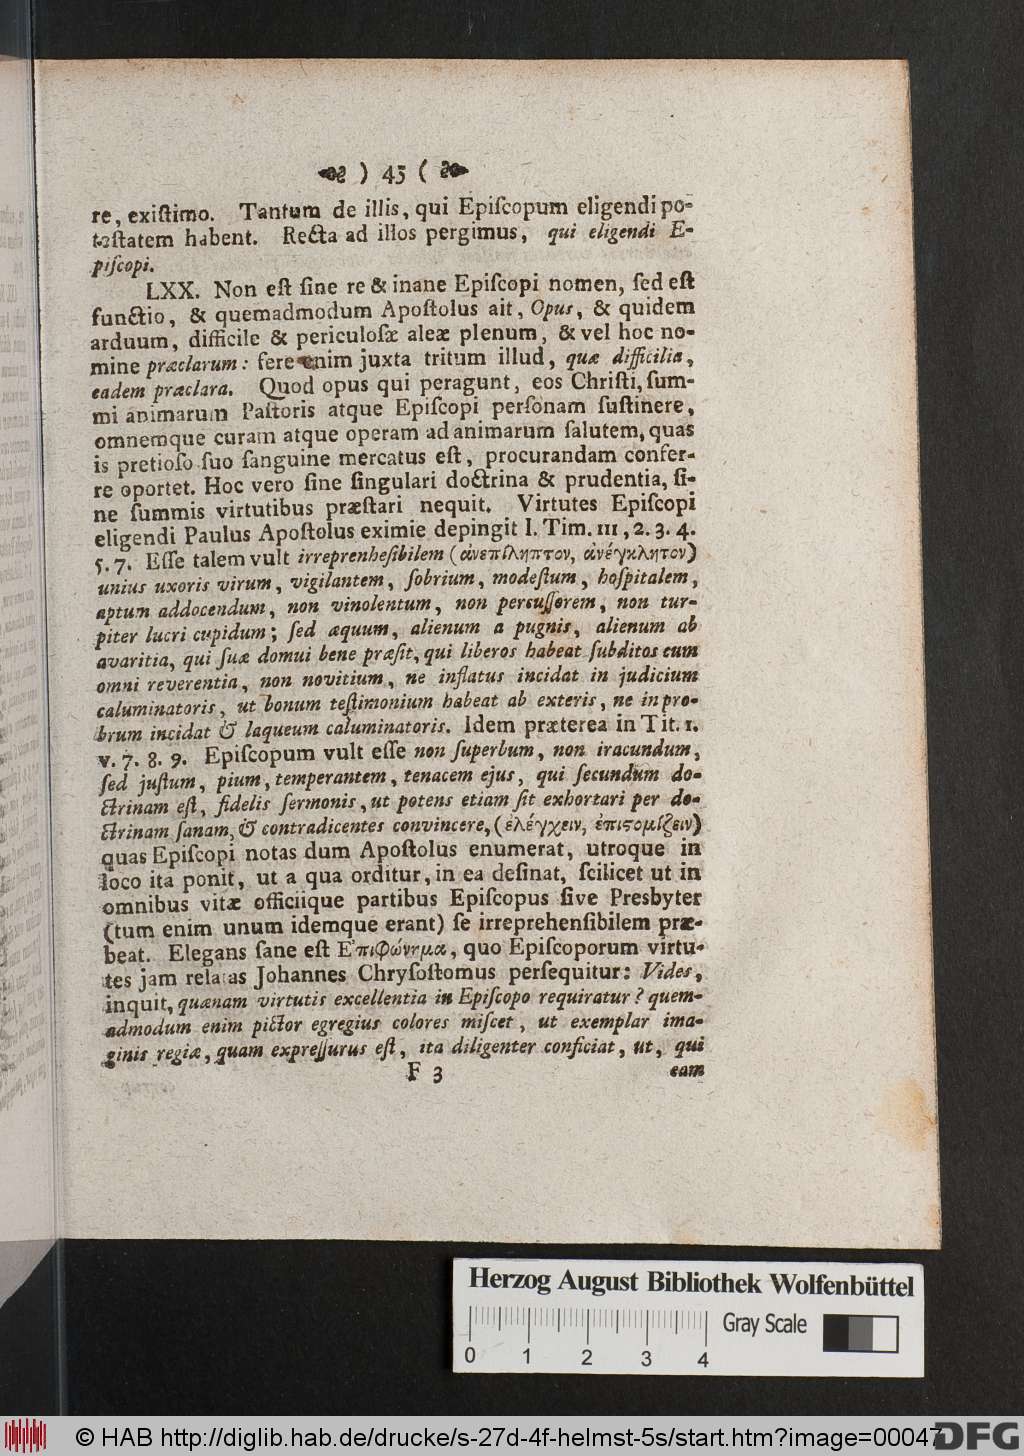 ) 45 (
re, exiſtimo. Tantum de illis, qui Epiſcopum eligendi po-
teſtatem habent. Recta ad illos pergimus, qui eligendi E-
piſcopi.
LXX. Non eſt ſine re & inane Epiſcopi nomen, ſed eſt
functio, & quemadmodum Apoſtolus ait, Opus, & quidem
arduum, difficile & periculoſæ aleæ plenum, & vel hoc no-
mine præclarum: fere enim juxta tritum illud, quæ difficilia,
eadem præclara. Quod opus qui peragunt, eos Chriſti, ſum-
mi animarum Paſtoris atque Epiſcopi perſonam ſuſtinere,
omnemque curam atque operam ad animarum ſalutem, quas
is pretioſo ſuo ſanguine mercatus eſt, procurandam confer-
re oportet. Hoc vero ſine ſingulari doctrina & prudentia, ſi-
ne ſummis virtutibus præſtari nequit. Virtutes Epiſcopi
eligendi Paulus Apoſtolus eximie depingit I. Tim. III, 2. 3. 4.
5. 7. Eſſe talem vult irreprenheſibilem (ἀνεπίληπτον, ἀνέγκλητον)
unius uxoris virum, vigilantem, ſobrium, modeſtum, hoſpitalem,
aptum addocendum, non vinolentum, non percuſſorem, non tur-
piter lucri cupidum; ſed æquum, alienum a pugnis, alienum ab
avaritia, qui ſuæ domui bene præſit, qui liberos habeat ſubditos cum
omni reverentia, non novitium, ne inflatus incidat in judicium
caluminatoris, ut bonum teſtimonium habeat ab exteris, ne in pro-
brum incidat & laqueum caluminatoris. Idem præterea in Tit. 1.
v. 7. 8. 9. Epiſcopum vult eſſe non ſuperbum, non iracundum,
ſed juſtum, pium, temperantem, tenacem ejus, qui ſecundum do-
ctrinam eſt, fidelis ſermonis, ut potens etiam ſit exhortari per do-
ctrinam ſanam, & contradicentes convincere, (ἐλέγχειν, ἐπιςομίζειν)
quas Epiſcopi notas dum Apoſtolus enumerat, utroque in
loco ita ponit, ut a qua orditur, in ea deſinat, ſcilicet ut in
omnibus vitæ officiique partibus Epiſcopus ſive Presbyter
(tum enim unum idemque erant) ſe irreprehenſibilem præ-
beat. Elegans ſane eſt Ἐπιφώνημα, quo Epiſcoporum virtu-
tes jam relatas Johannes Chryſoſtomus perſequitur: Vides,
inquit, quænam virtutis excellentia in Epiſcopo requiratur? quem-
admodum enim pictor egregius colores miſcet, ut exemplar ima-
ginis regiæ, quam expreſſurus eſt, ita diligenter conficiat, ut, qui
F 3 eam
Herzog August Bibliothek Wolfenbüttel
Gray Scale
0 1 2 3 4
© HAB http://diglib.hab.de/drucke/s-27d-4f-helmst-5s/start.htm?image=00047
DFG